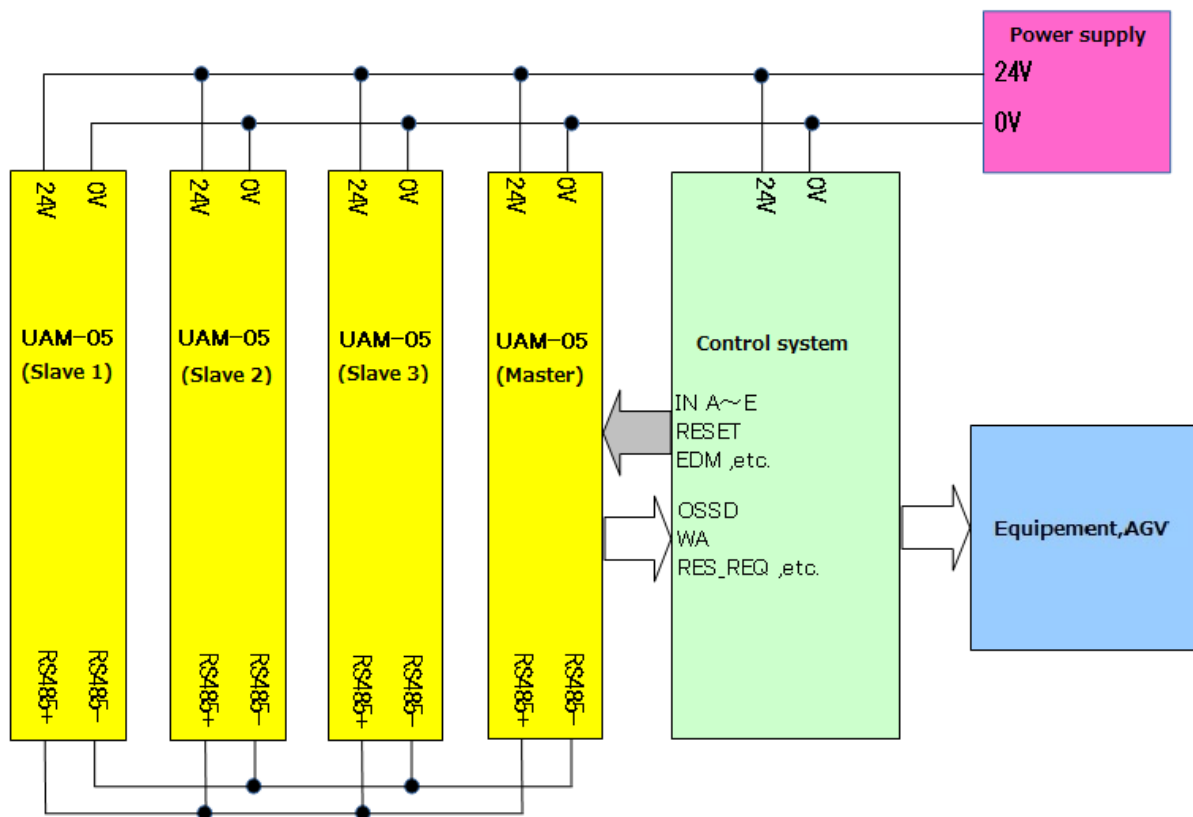 Power supply
24V
0V
24V
0V
24V
0V
24V
0V
24V
0V
24V
0V
UAM-05
(Slave 1)
UAM-05
(Slave 2)
UAM-05
(Slave 3)
UAM-05
(Master)
Control system
IN A～E
RESET
EDM ,etc.
OSSD
WA
RES_REQ ,etc.
Equipement,AGV
RS485+
RS485-
RS485+
RS485-
RS485+
RS485-
RS485+
RS485-